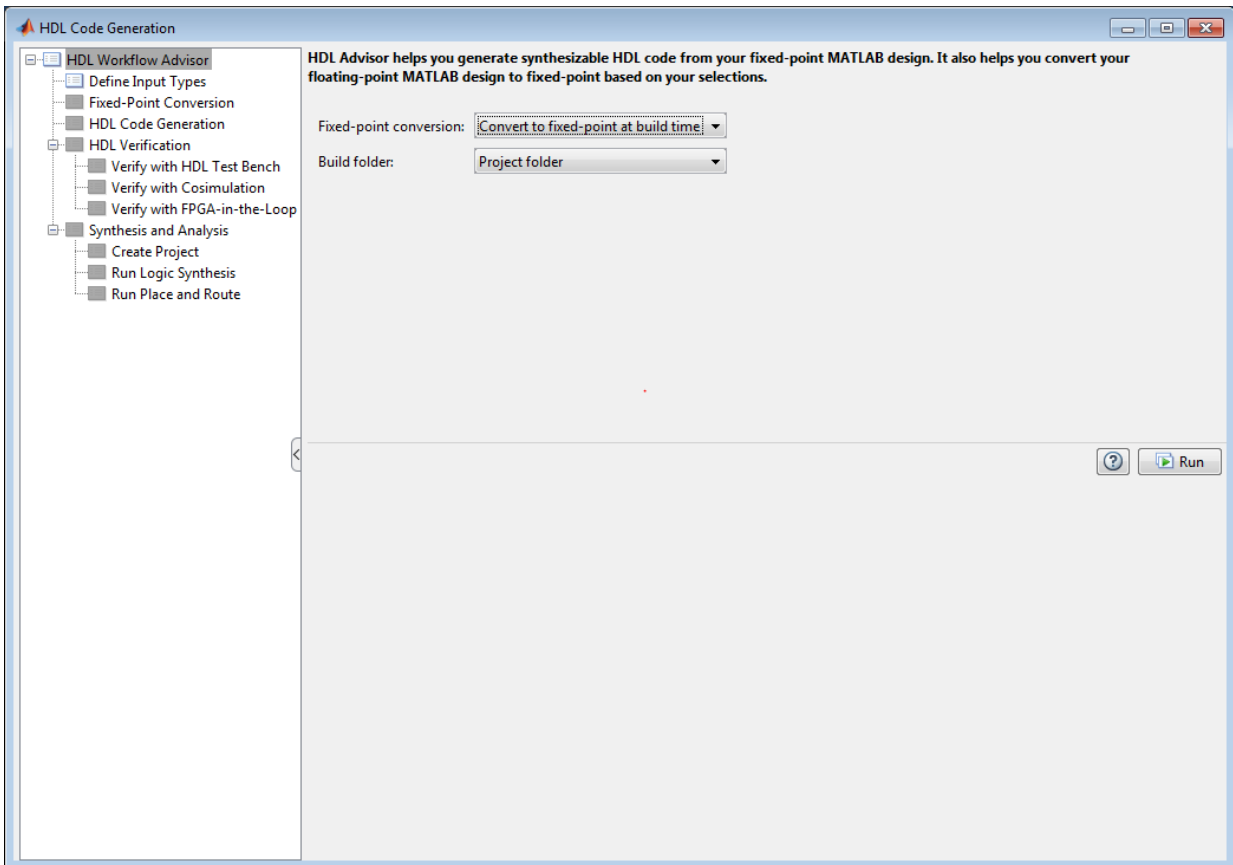 HDL Code Generation
HDL Workflow Advisor
Define Input Types
Fixed-Point Conversion
HDL Code Generation
HDL Verification
Verify with HDL Test Bench
Verify with Cosimulation
Verify with FPGA-in-the-Loop
Synthesis and Analysis
Create Project
Run Logic Synthesis
Run Place and Route
HDL Advisor helps you generate synthesizable HDL code from your fixed-point MATLAB design. It also helps you convert your
floating-point MATLAB design to fixed-point based on your selections.
Fixed-point conversion: Convert to fixed-point at build time
Build folder: Project folder
? Run